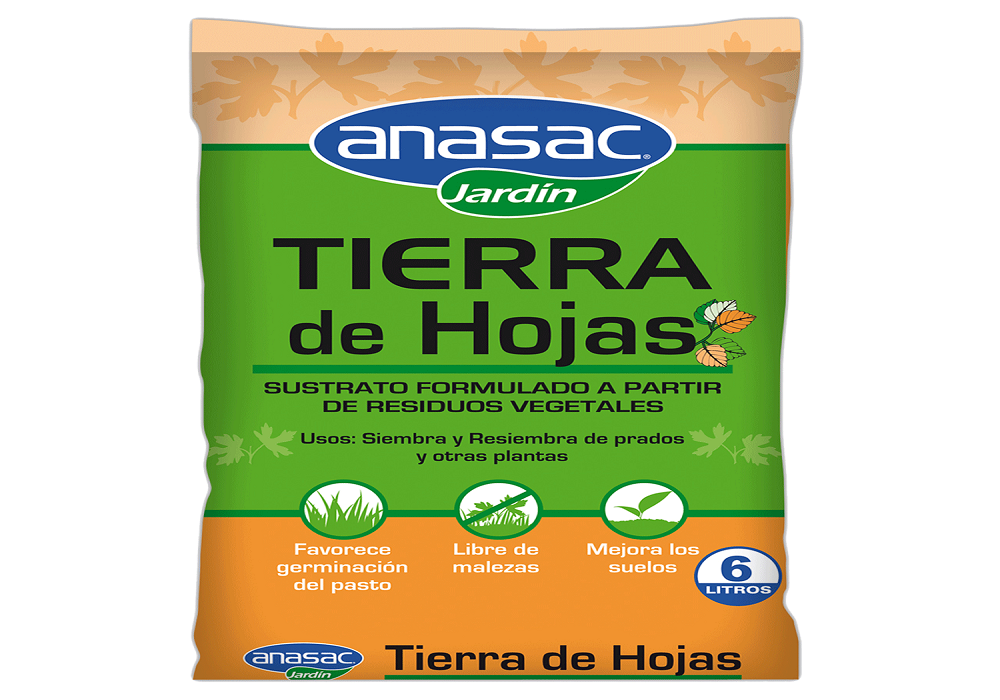 anasac®
Jardín
TIERRA
de Hojas
SUSTRATO FORMULADO A PARTIR
DE RESIDUOS VEGETALES
Usos: Siembra y Resiembra de prados
y otras plantas
Favorece
germinación
del pasto
Libre de
malezas
Mejora los
suelos
6
LITROS
anasac
Jardín
Tierra de Hojas